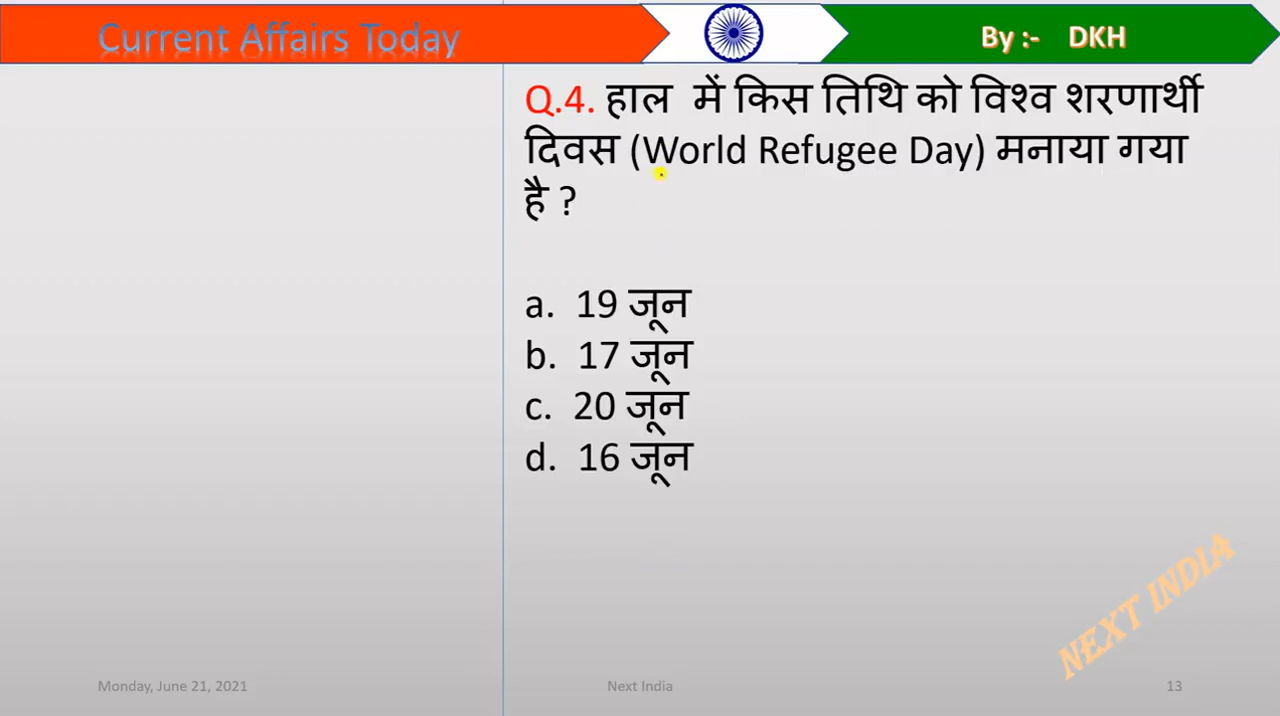 Current Affairs Today
By :- DKH
Q.4. हाल में किस तिथि को विश्व शरणार्थी
दिवस (World Refugee Day) मनाया गया
है ?
a. 19 जून
b. 17 जून
c. 20 जून
d. 16 जून
NEXT INDIA
Monday, June 21, 2021
Next India
13